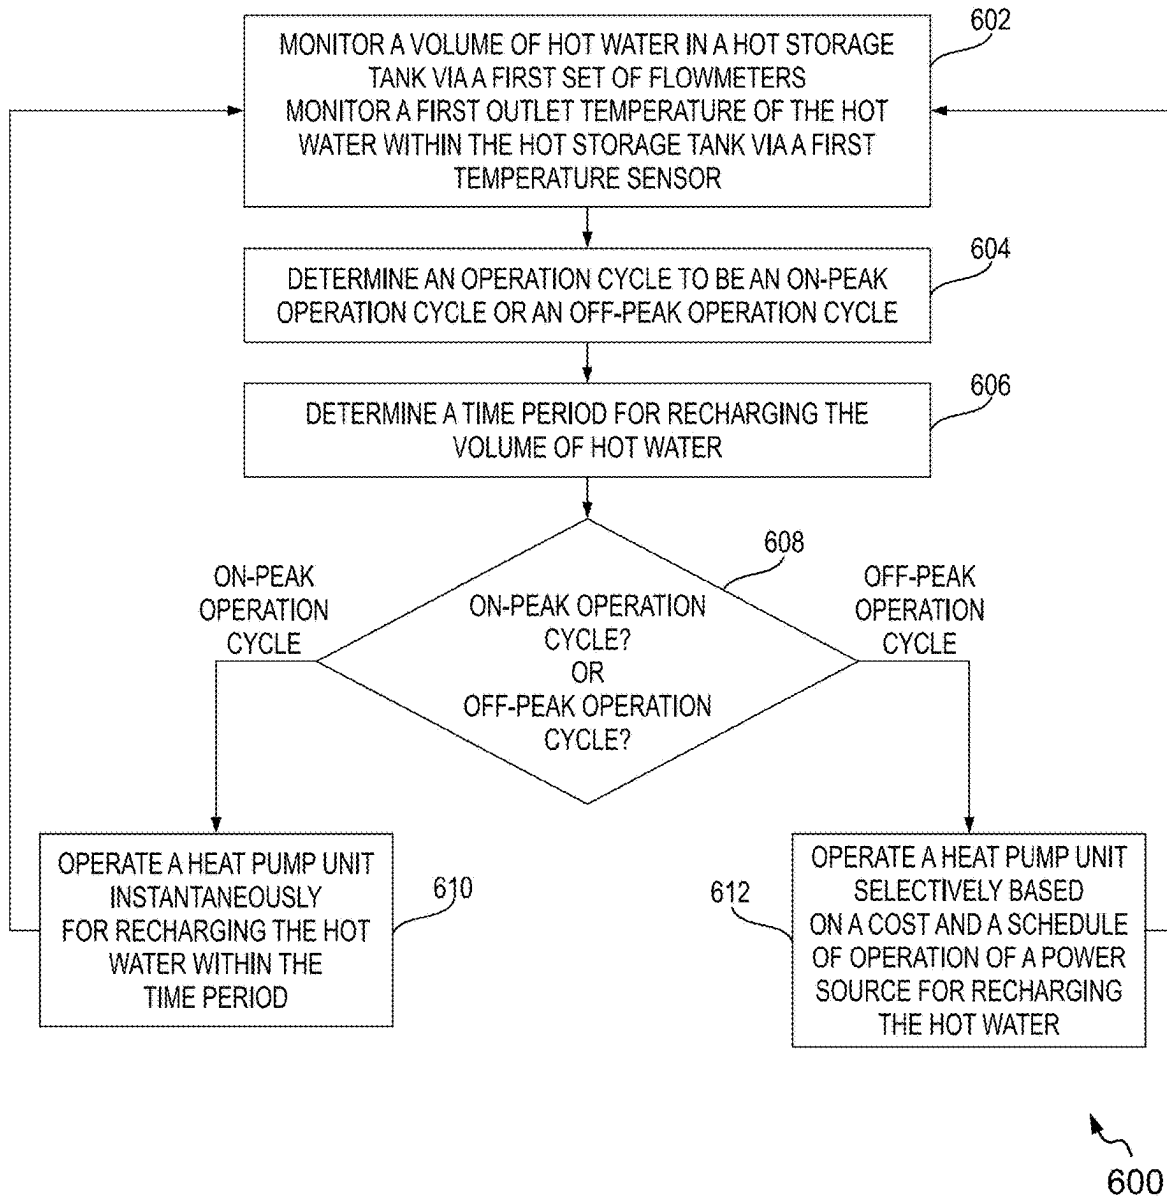 602
MONITOR A VOLUME OF HOT WATER IN A HOT STORAGE
TANK VIA A FIRST SET OF FLOWMETERS
MONITOR A FIRST OUTLET TEMPERATURE OF THE HOT
WATER WITHIN THE HOT STORAGE TANK VIA A FIRST
TEMPERATURE SENSOR
604
DETERMINE AN OPERATION CYCLE TO BE AN ON-PEAK
OPERATION CYCLE OR AN OFF-PEAK OPERATION CYCLE
606
DETERMINE A TIME PERIOD FOR RECHARGING THE
VOLUME OF HOT WATER
608
ON-PEAK
OPERATION
CYCLE
ON-PEAK OPERATION
CYCLE?
OR
OFF-PEAK OPERATION
CYCLE?
OFF-PEAK
OPERATION
CYCLE
OPERATE A HEAT PUMP UNIT
INSTANTANEOUSLY
FOR RECHARGING THE HOT
WATER WITHIN THE
TIME PERIOD
610
612
OPERATE A HEAT PUMP UNIT
SELECTIVELY BASED
ON A COST AND A SCHEDULE
OF OPERATION OF A POWER
SOURCE FOR RECHARGING
THE HOT WATER
600